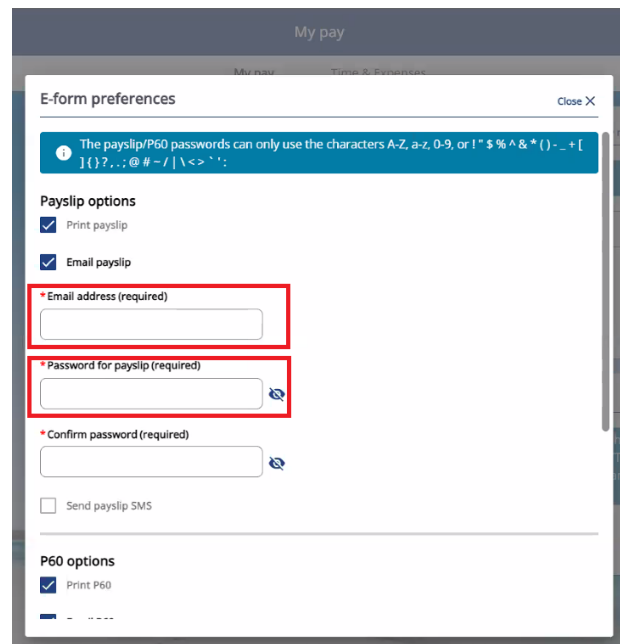 My pay
My pay Time & Expenses
E-form preferences
Close X
The payslip/P60 passwords can only use the characters A-Z, a-z, 0-9, or ! " $ % ^ & * ( ) - _ + [
] { } ? , . ; @ # ~ / | \ < > ` ' :
Payslip options
Print payslip
Email payslip
*Email address (required)
*Password for payslip (required)
*Confirm password (required)
Send payslip SMS
P60 options
Print P60